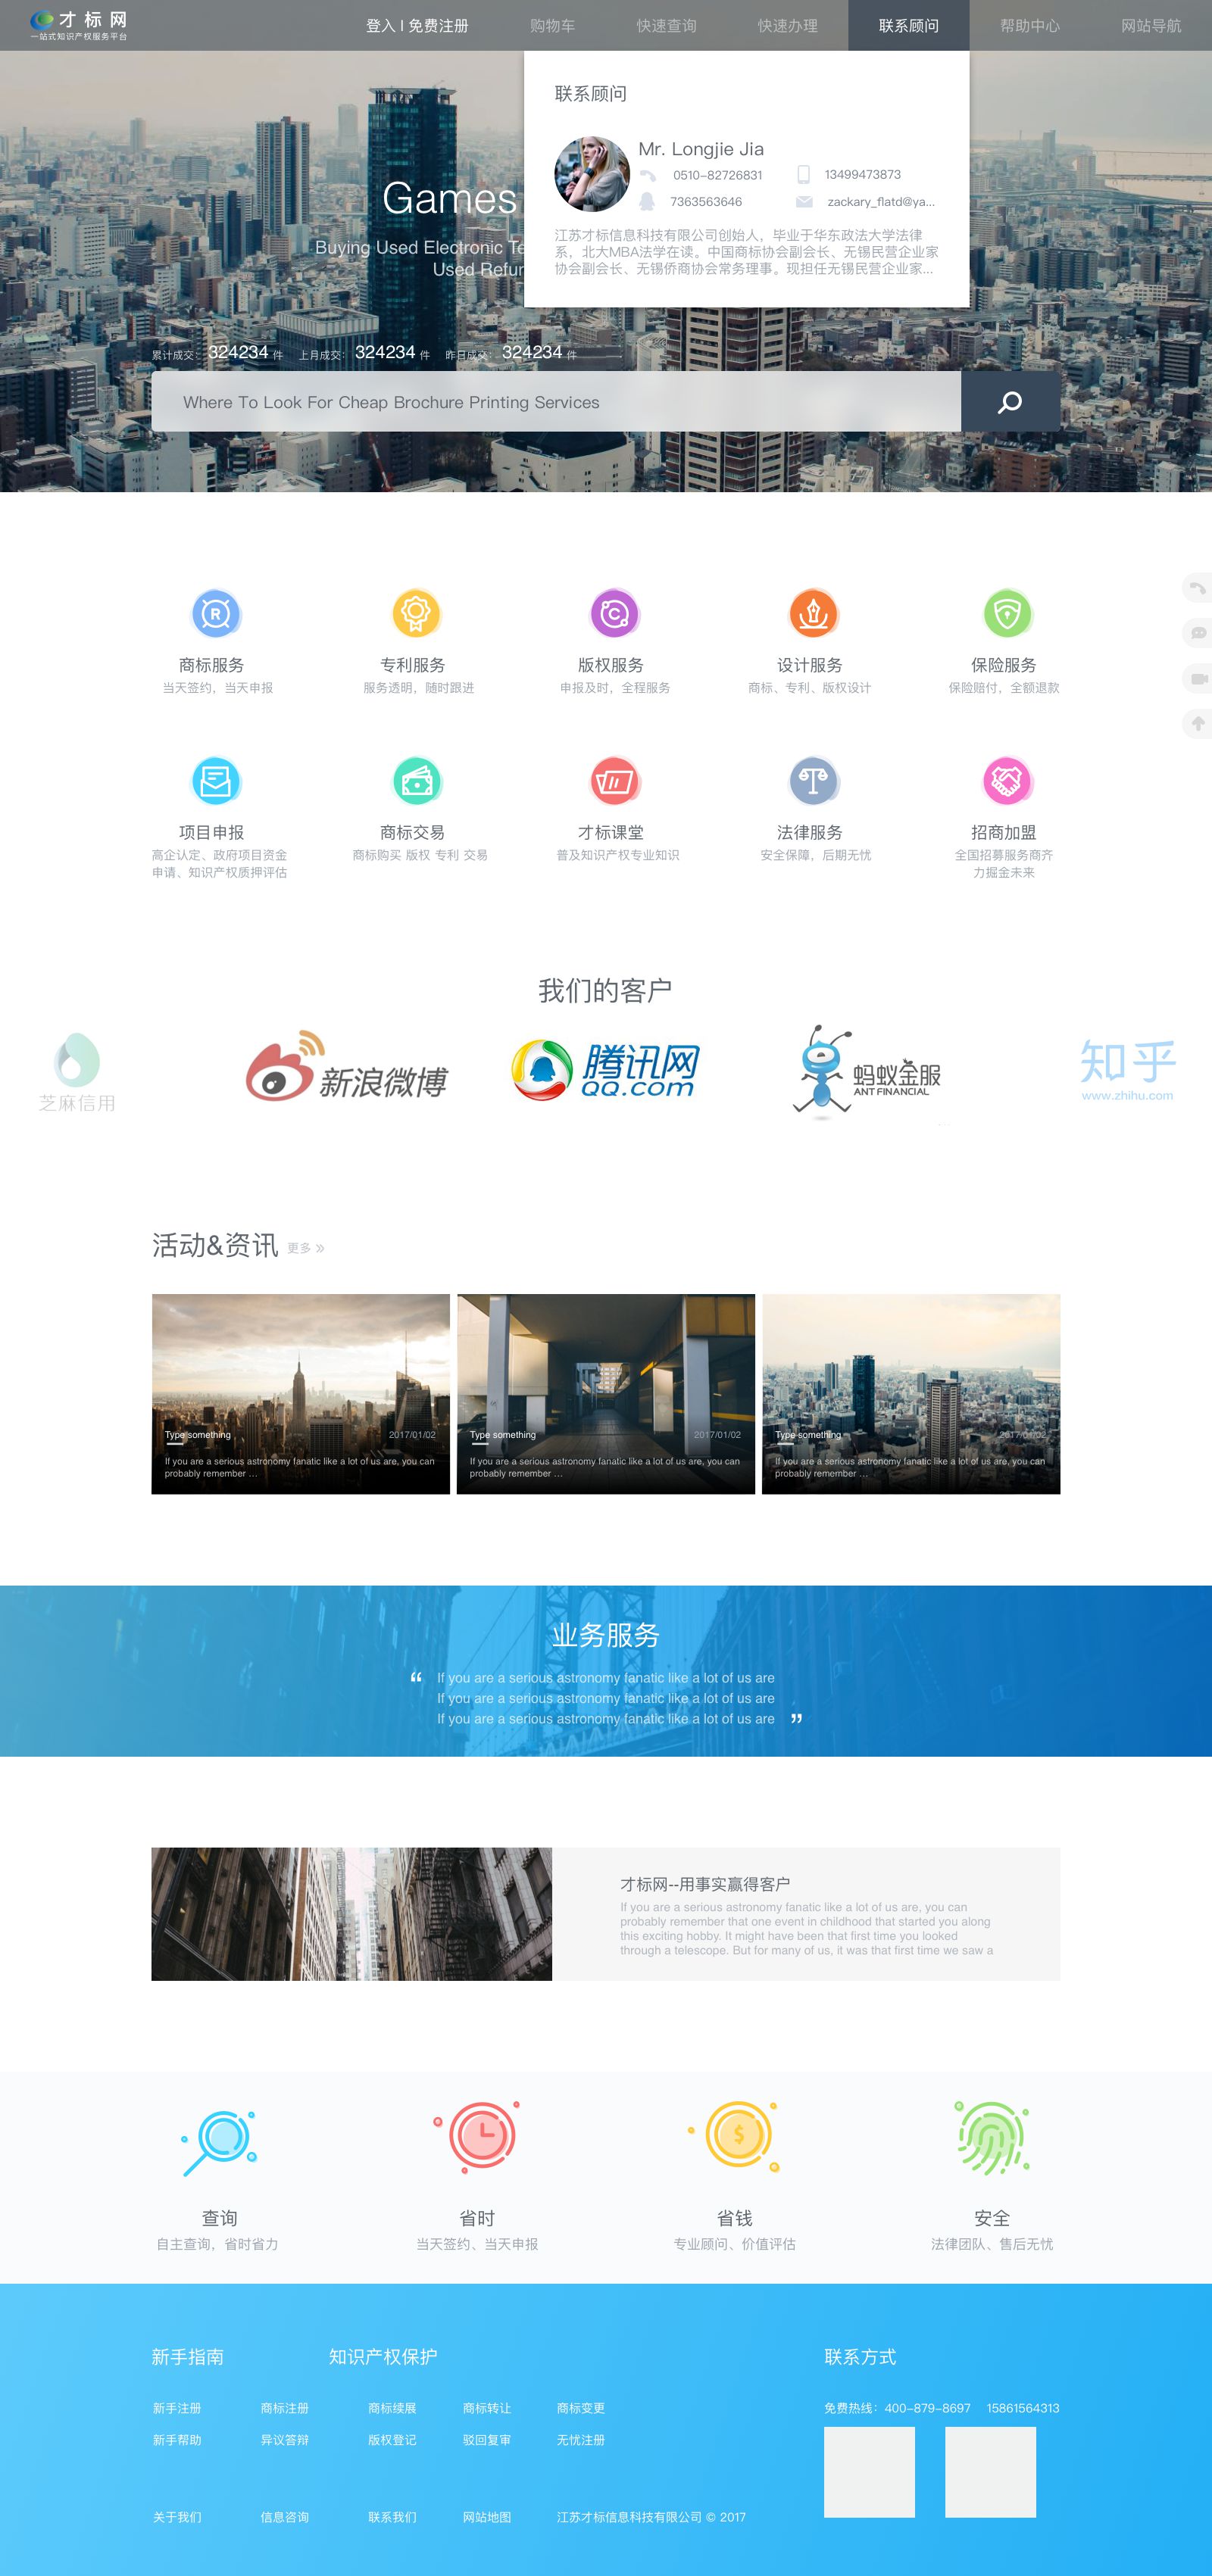 才标网
一站式知识产权服务平台
登入 | 免费注册
购物车
快速查询
快速办理
联系顾问
帮助中心
网站导航
联系顾问
Mr. Longjie Jia
0510-82726831
13499473873
7363563646
zackary_flatd@ya...
江苏才标信息科技有限公司创始人，毕业于华东政法大学法律
系，北大MBA法学在读。中国商标协会副会长、无锡民营企业家
协会副会长、无锡侨商协会常务理事。现担任无锡民营企业家...
Games
Buying Used Electronic Te
Used Refur
累计成交： 324234 件 上月成交： 324234 件 昨日成交： 324234 件
Where To Look For Cheap Brochure Printing Services
商标服务
当天签约，当天申报
专利服务
服务透明，随时跟进
版权服务
申报及时，全程服务
设计服务
商标、专利、版权设计
保险服务
保险赔付，全额退款
项目申报
高企认定、政府项目资金
申请、知识产权质押评估
商标交易
商标购买 版权 专利 交易
才标课堂
普及知识产权专业知识
法律服务
安全保障，后期无忧
招商加盟
全国招募服务商齐
力掘金未来
我们的客户
芝麻信用
新浪微博
腾讯网
QQ.com
蚂蚁金服
ANT FINANCIAL
知乎
www.zhihu.com
活动&资讯 更多 »
Type something 2017/01/02
If you are a serious astronomy fanatic like a lot of us are, you can
probably remember ...
Type something 2017/01/02
If you are a serious astronomy fanatic like a lot of us are, you can
probably remember ...
Type something 2017/01/02
If you are a serious astronomy fanatic like a lot of us are, you can
probably remember ...
业务服务
“ If you are a serious astronomy fanatic like a lot of us are
If you are a serious astronomy fanatic like a lot of us are
If you are a serious astronomy fanatic like a lot of us are ”
才标网--用事实赢得客户
If you are a serious astronomy fanatic like a lot of us are, you can
probably remember that one event in childhood that started you along
this exciting hobby. It might have been that first time you looked
through a telescope. But for many of us, it was that first time we saw a
查询
自主查询，省时省力
省时
当天签约、当天申报
省钱
专业顾问、价值评估
安全
法律团队、售后无忧
新手指南
知识产权保护
联系方式
新手注册 商标注册 商标续展 商标转让 商标变更
免费热线：400-879-8697 15861564313
新手帮助 异议答辩 版权登记 驳回复审 无忧注册
关于我们 信息咨询 联系我们 网站地图 江苏才标信息科技有限公司 © 2017